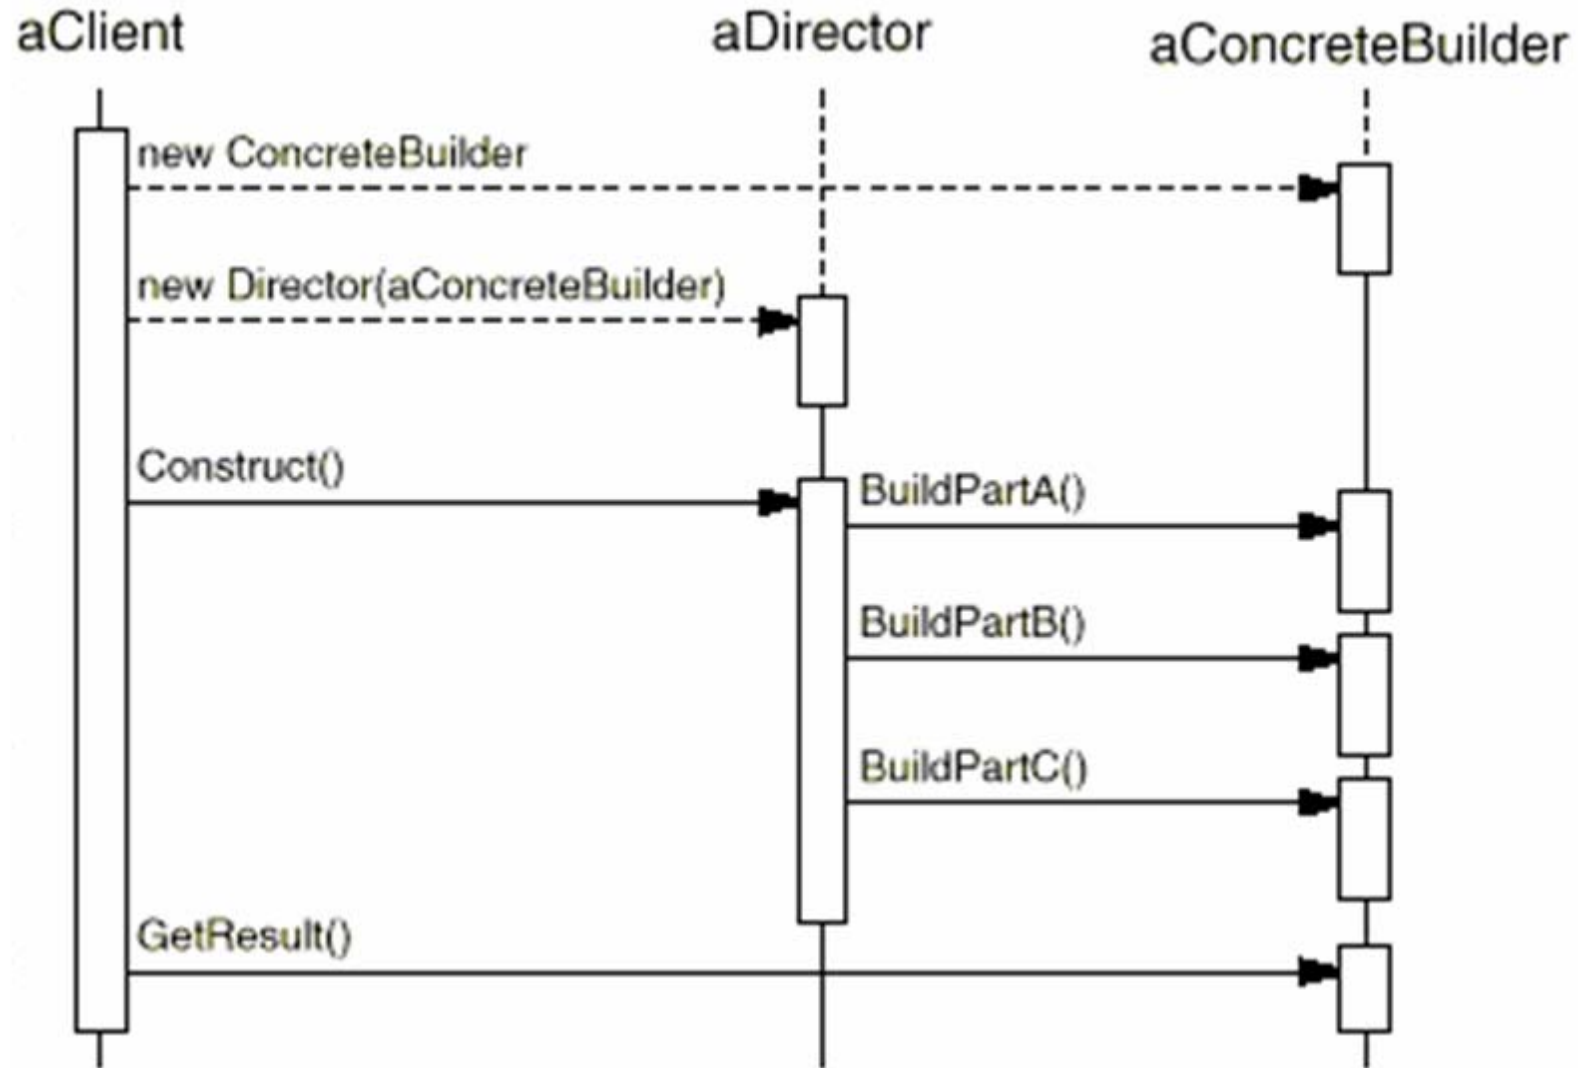 aClient
aDirector
aConcreteBuilder
new ConcreteBuilder
new Director(aConcreteBuilder)
Construct()
BuildPartA()
BuildPartB()
BuildPartC()
GetResult()